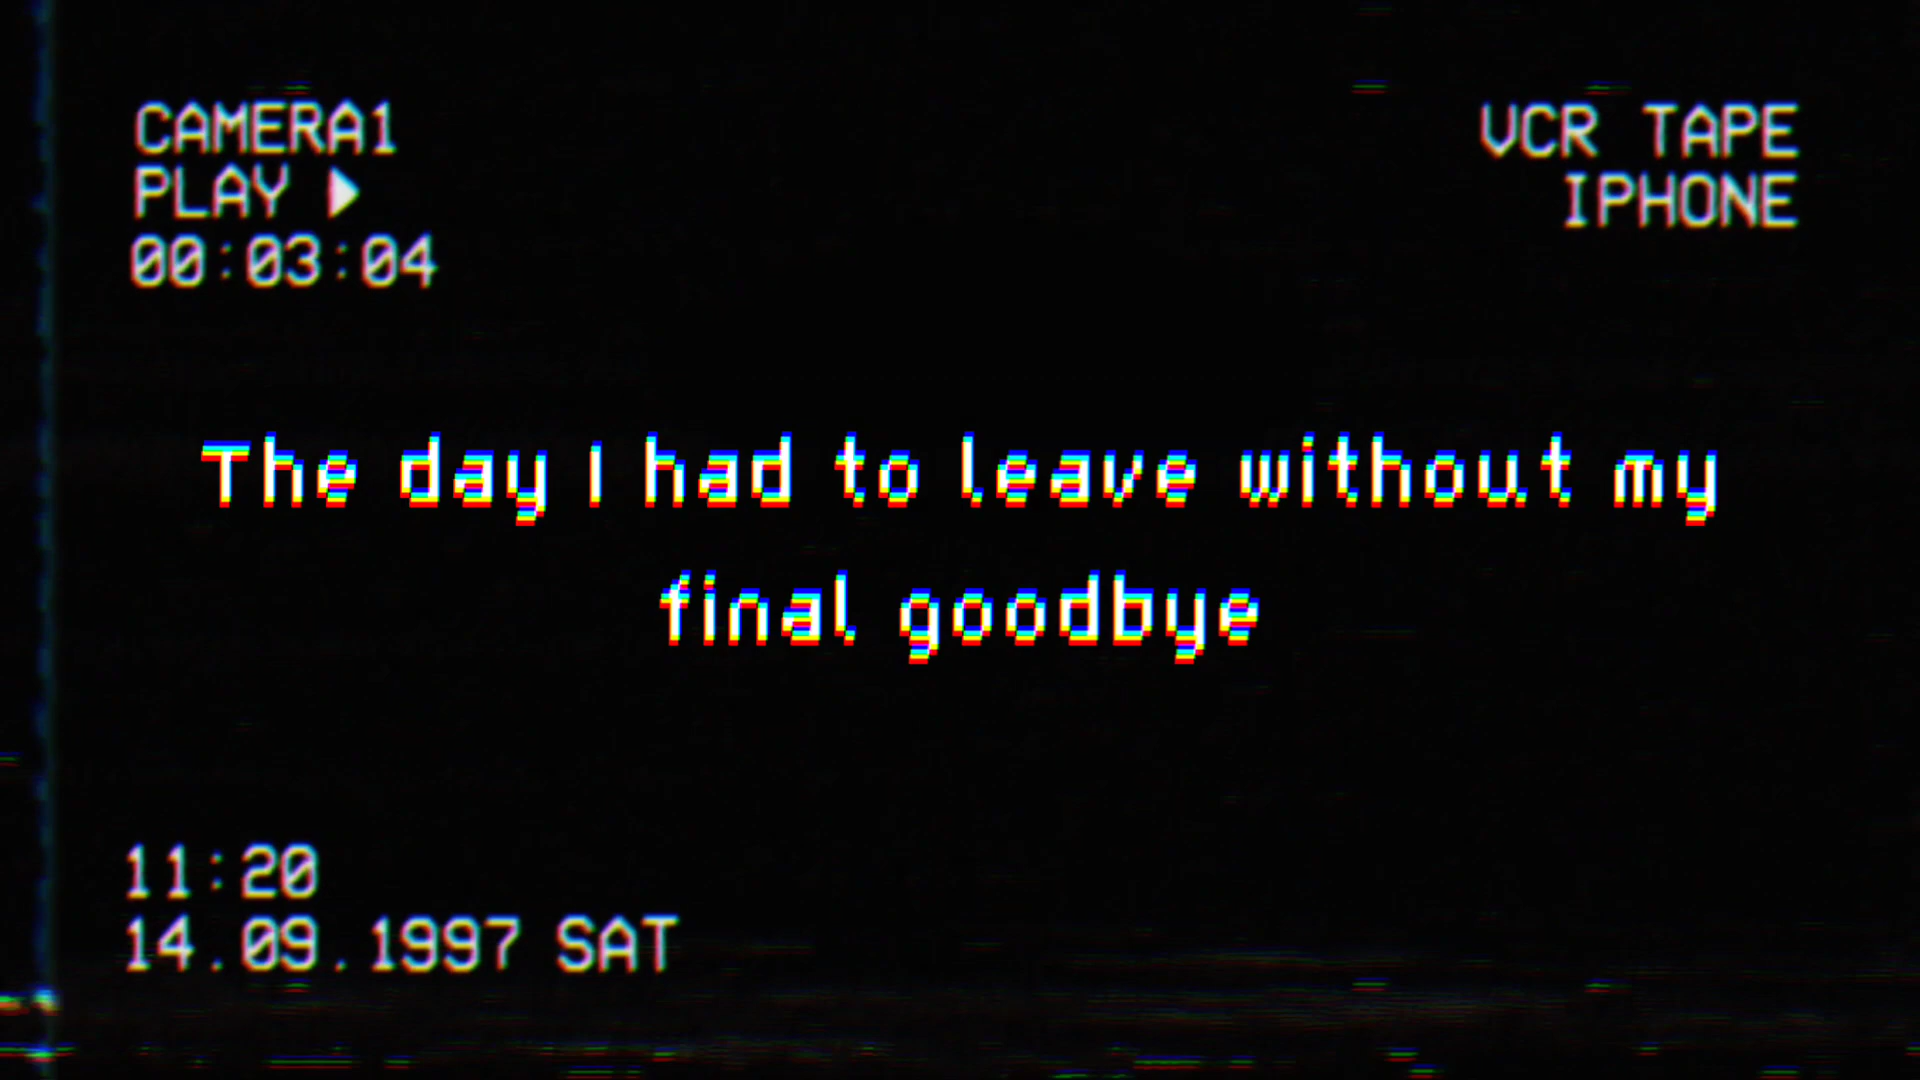 CAMERA1
PLAY ▶
00:03:04
VCR TAPE
IPHONE
The day I had to leave without my
final goodbye
11:20
14.09.1997 SAT